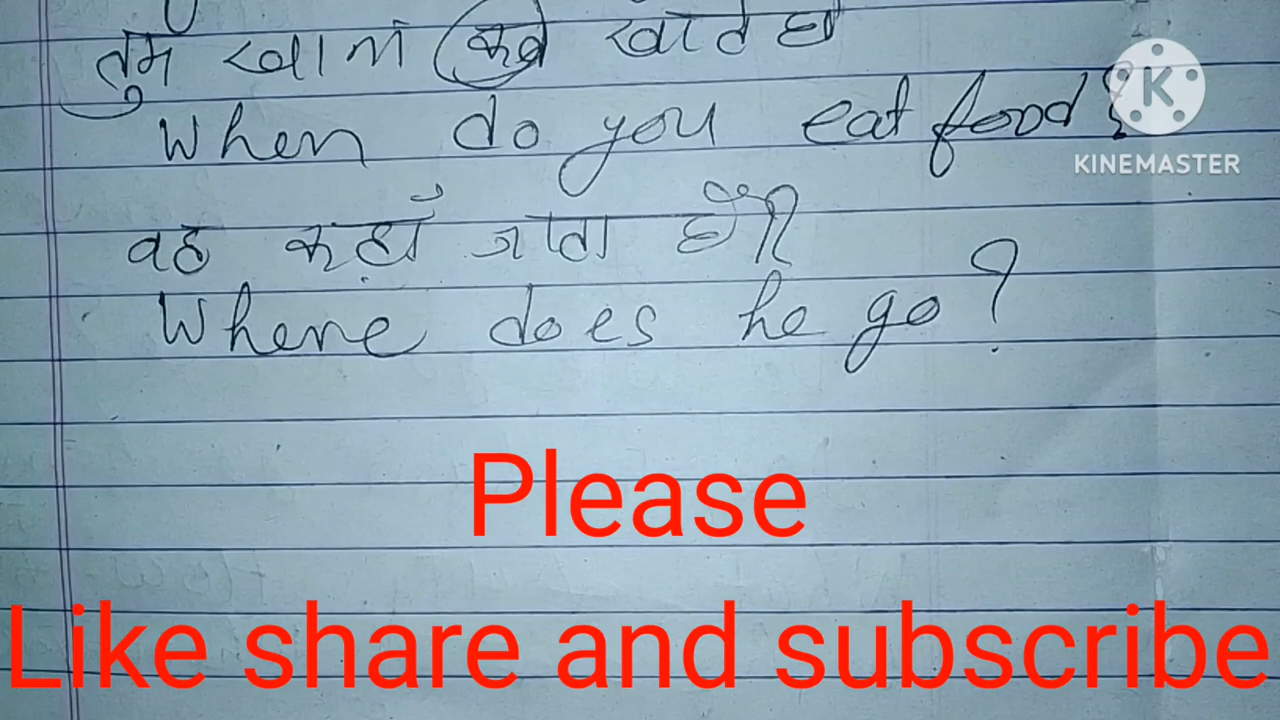 तुम खाना कब खाते हो
When do you eat food?
KINEMASTER
वह कहाँ जाता है?
Where does he go?
Please
Like share and subscribe